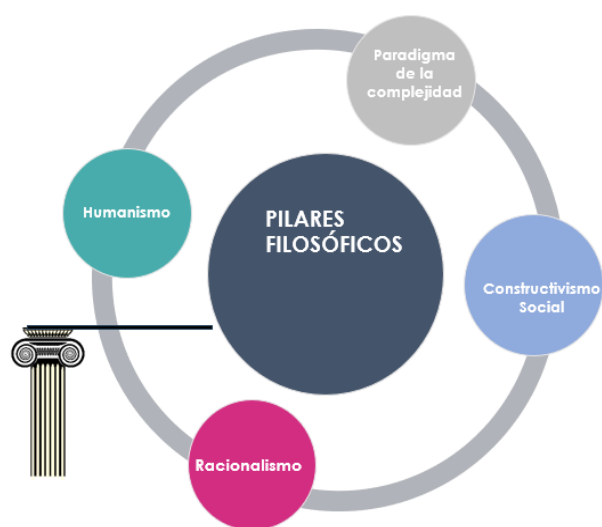 PILARES
FILOSÓFICOS
Paradigma
de la
complejidad
Constructivismo
Social
Racionalismo
Humanismo